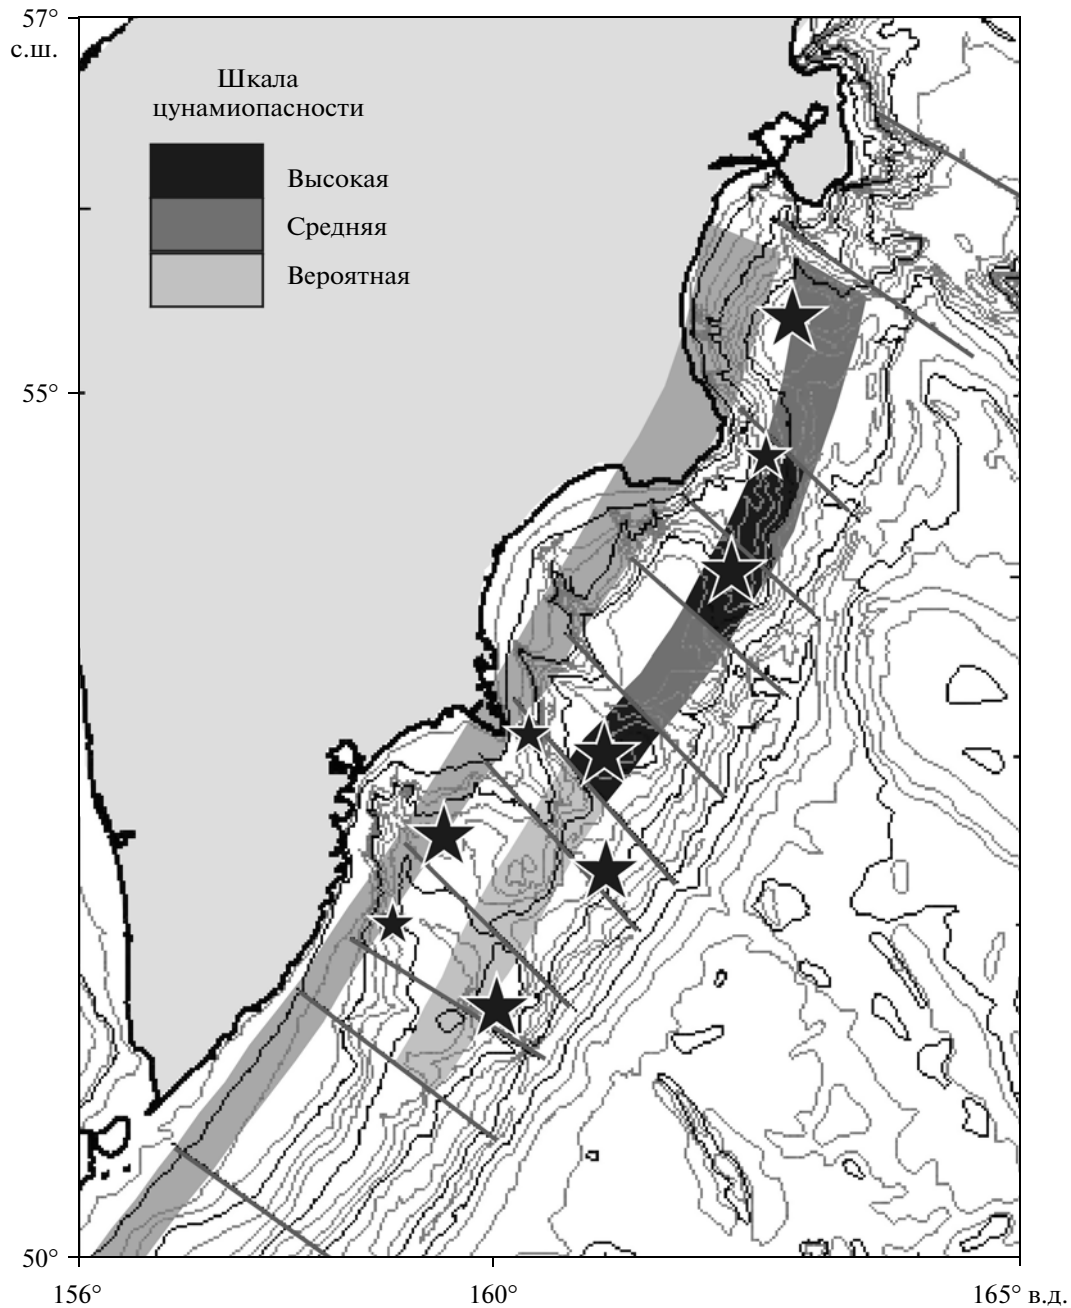 57°
с.ш.
Шкала
цунамиопасности
Высокая
Средняя
Вероятная
55°
50°
156°
160°
165° в.д.